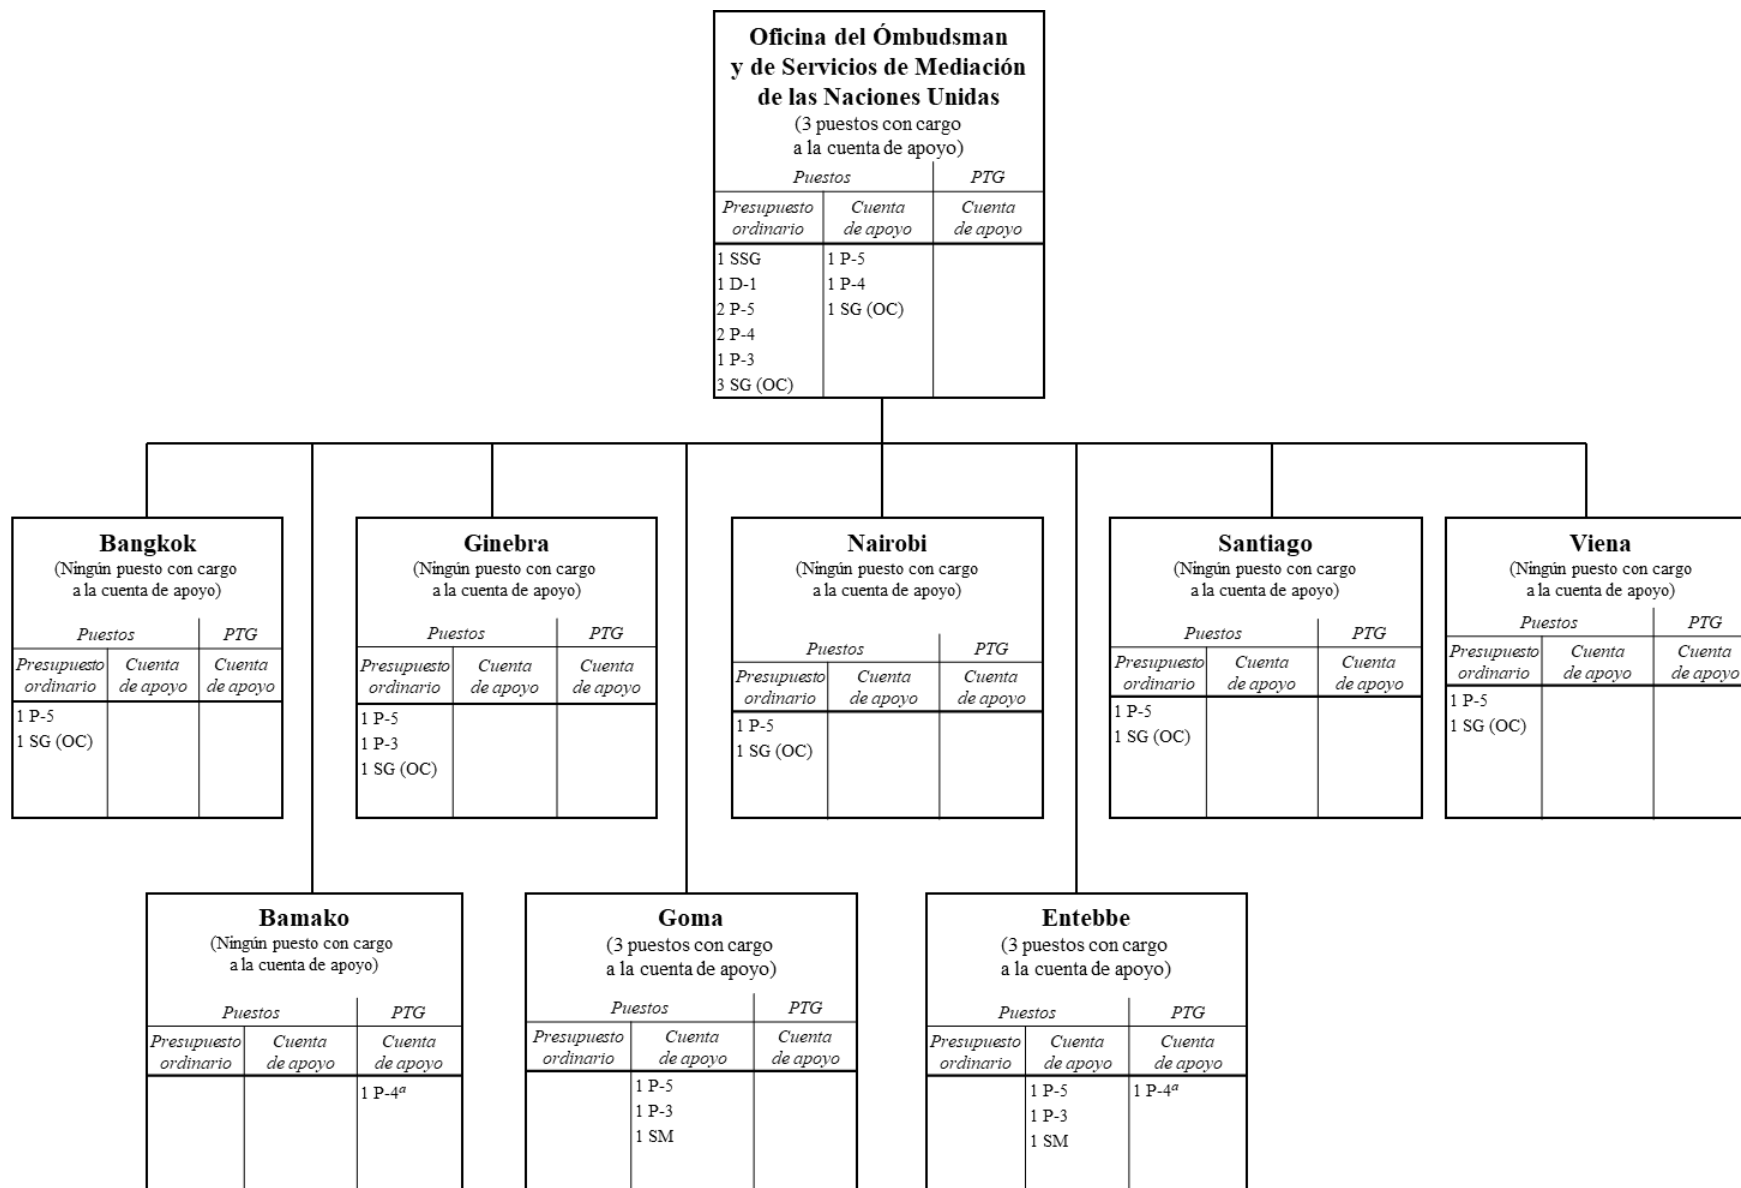 Oficina del Ómbudsman
y de Servicios de Mediación
de las Naciones Unidas
(3 puestos con cargo
a la cuenta de apoyo)
Puestos PTG
Presupuesto ordinario Cuenta de apoyo Cuenta de apoyo
1 SSG 1 P-5
1 D-1 1 P-4
2 P-5 1 SG (OC)
2 P-4
1 P-3
3 SG (OC)
Bangkok
(Ningún puesto con cargo
a la cuenta de apoyo)
Puestos PTG
Presupuesto ordinario Cuenta de apoyo Cuenta de apoyo
1 P-5
1 SG (OC)
Ginebra
(Ningún puesto con cargo
a la cuenta de apoyo)
Puestos PTG
Presupuesto ordinario Cuenta de apoyo Cuenta de apoyo
1 P-5
1 P-3
1 SG (OC)
Nairobi
(Ningún puesto con cargo
a la cuenta de apoyo)
Puestos PTG
Presupuesto ordinario Cuenta de apoyo Cuenta de apoyo
1 P-5
1 SG (OC)
Santiago
(Ningún puesto con cargo
a la cuenta de apoyo)
Puestos PTG
Presupuesto ordinario Cuenta de apoyo Cuenta de apoyo
1 P-5
1 SG (OC)
Viena
(Ningún puesto con cargo
a la cuenta de apoyo)
Puestos PTG
Presupuesto ordinario Cuenta de apoyo Cuenta de apoyo
1 P-5
1 SG (OC)
Bamako
(Ningún puesto con cargo
a la cuenta de apoyo)
Puestos PTG
Presupuesto ordinario Cuenta de apoyo Cuenta de apoyo
1 P-4ª
Goma
(3 puestos con cargo
a la cuenta de apoyo)
Puestos PTG
Presupuesto ordinario Cuenta de apoyo Cuenta de apoyo
1 P-5
1 P-3
1 SM
Entebbe
(3 puestos con cargo
a la cuenta de apoyo)
Puestos PTG
Presupuesto ordinario Cuenta de apoyo Cuenta de apoyo
1 P-5 1 P-4ª
1 P-3
1 SM